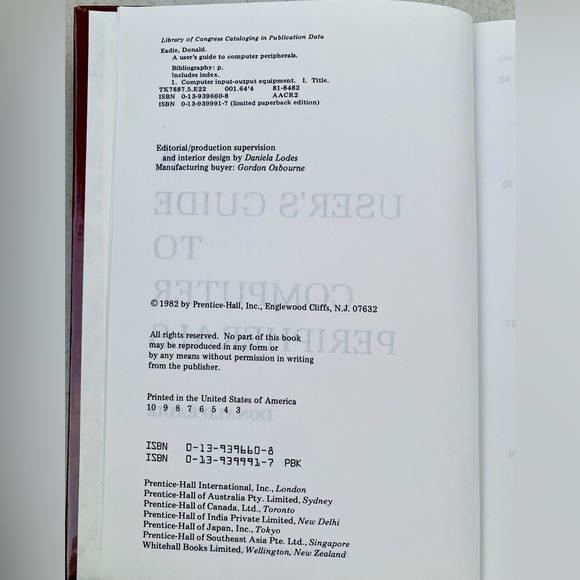 Library of Congress Cataloging in Publication Data
Eadie, Donald.
A user's guide to computer peripherals.
Bibliography: p.
Includes index.
1. Computer input-output equipment. I. Title.
TK7887.5.E22 001.64'4 81-8482
ISBN 0-13-939660-8 AACR2
ISBN 0-13-939991-7 (limited paperback edition)
Editorial/production supervision
and interior design by Daniela Lodes
Manufacturing buyer: Gordon Osbourne
USER'S GUIDE
TO
COMPUTER
© 1982 by Prentice-Hall, Inc., Englewood Cliffs, N.J. 07632
PERIPHERALS
All rights reserved. No part of this book
may be reproduced in any form or
by any means without permission in writing
from the publisher.
Printed in the United States of America
10 9 8 7 6 5 4 3
DONALD EADIE
ISBN 0-13-939660-8
ISBN 0-13-939991-7 PBK
Prentice-Hall International, Inc., London
Prentice-Hall of Australia Pty. Limited, Sydney
Prentice-Hall of Canada, Ltd., Toronto
Prentice-Hall of India Private Limited, New Delhi
Prentice-Hall of Japan, Inc., Tokyo
Prentice-Hall of Southeast Asia Pte. Ltd., Singapore
Whitehall Books Limited, Wellington, New Zealand